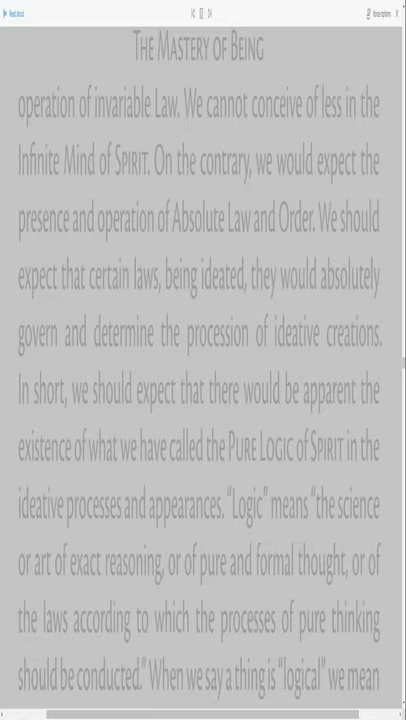 Read aloud
Voice options
THE MASTERY OF BEING
operation of invariable Law. We cannot conceive of less in the
Infinite Mind of SPIRIT. On the contrary, we would expect the
presence and operation of Absolute Law and Order. We should
expect that certain laws, being ideated, they would absolutely
govern and determine the procession of ideative creations.
In short, we should expect that there would be apparent the
existence of what we have called the PURE LOGIC of SPIRIT in the
ideative processes and appearances. “Logic” means “the science
or art of exact reasoning, or of pure and formal thought, or of
the laws according to which the processes of pure thinking
should be conducted.” When we say a thing is “logical” we mean